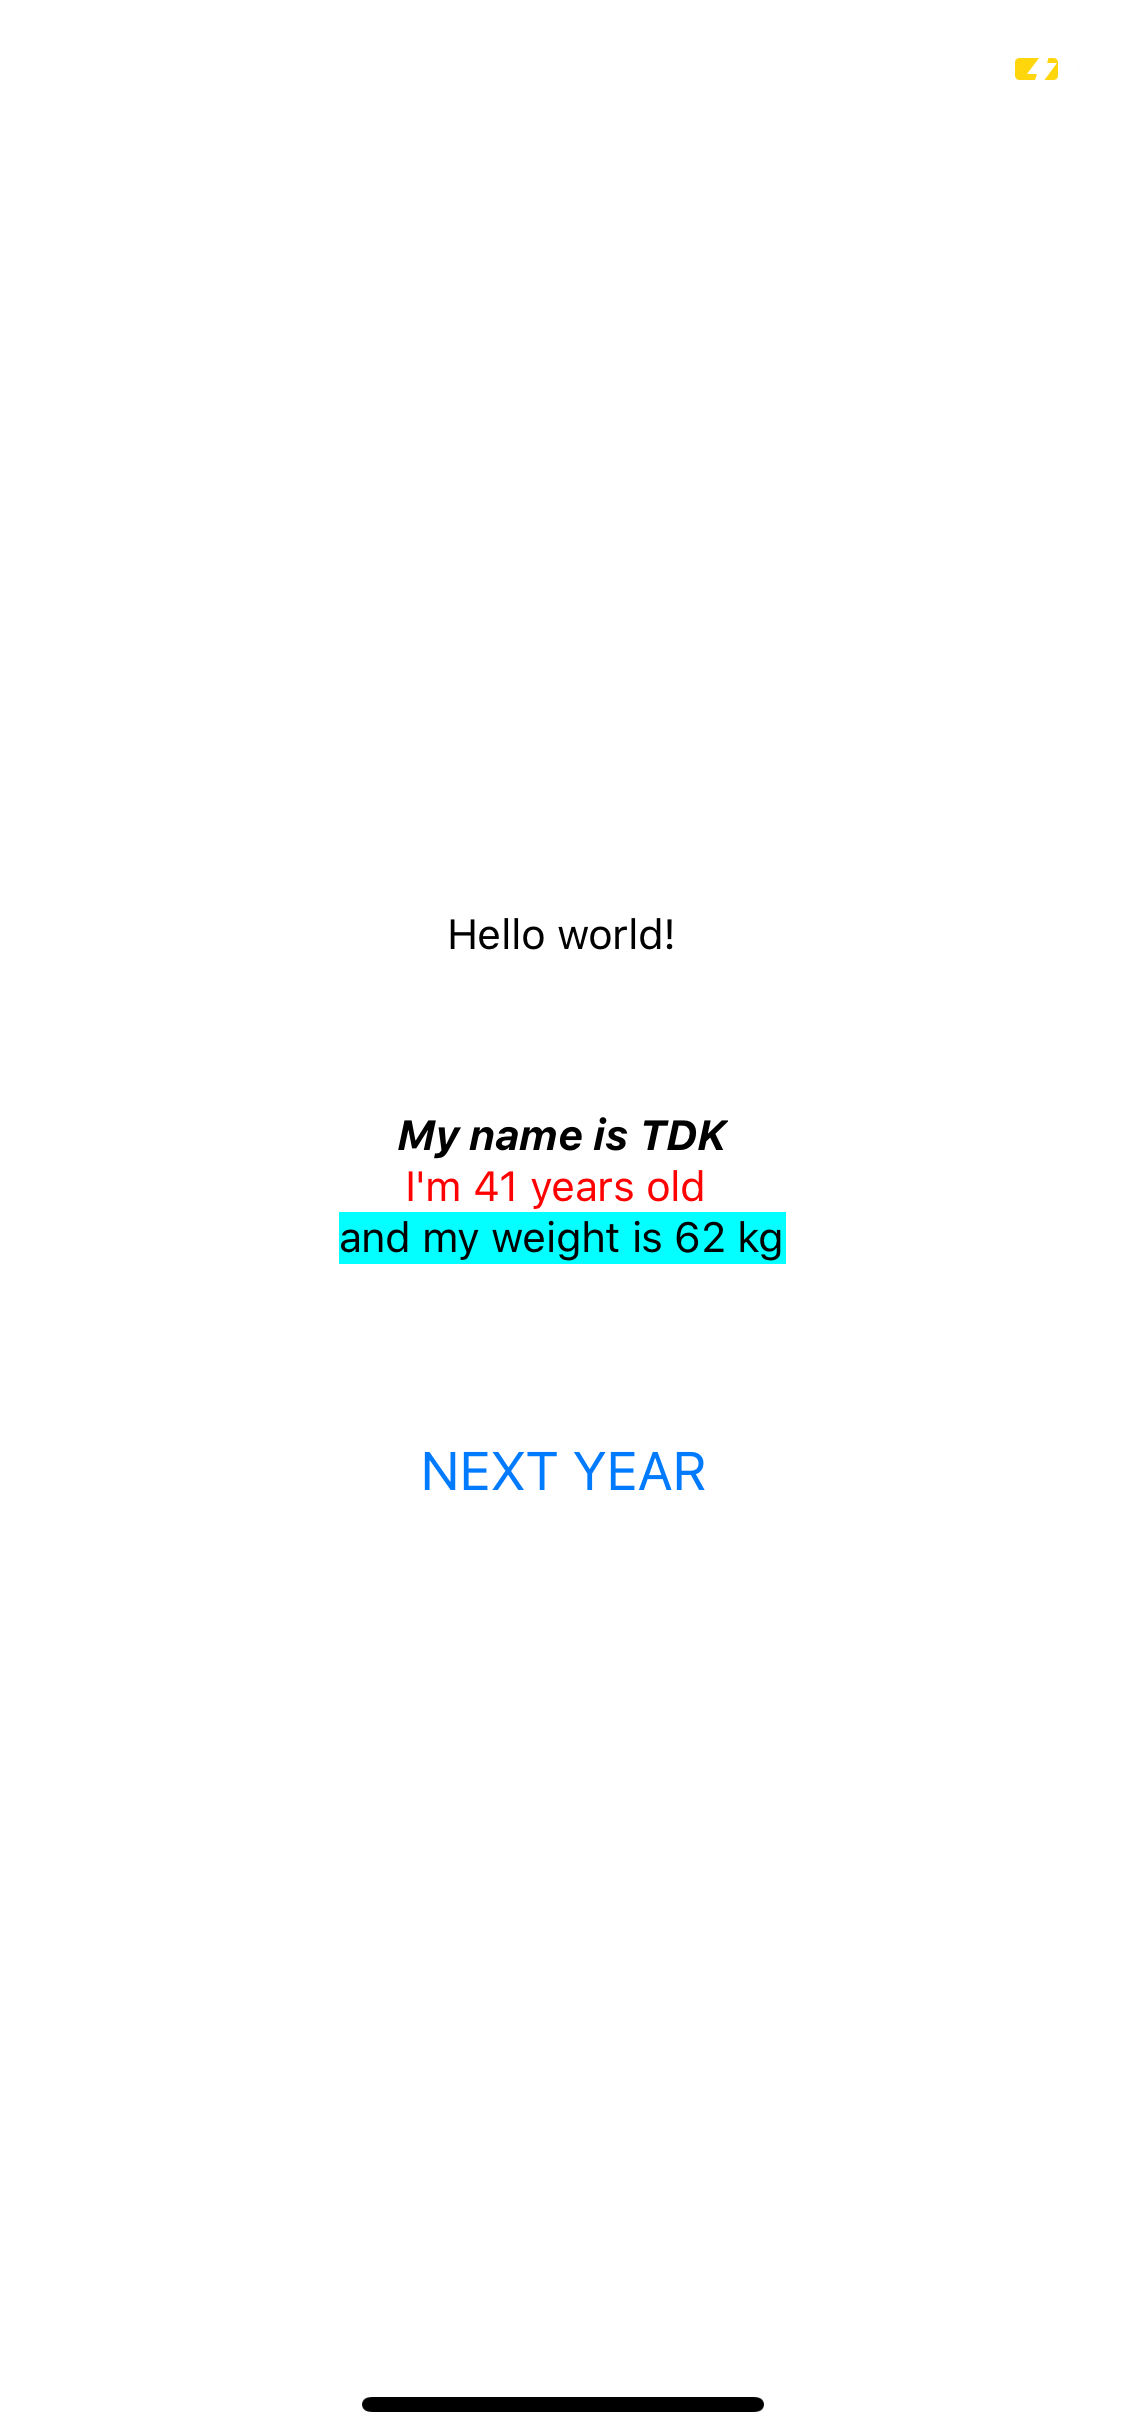 Hello world!
My name is TDK
I'm 41 years old
and my weight is 62 kg
NEXT YEAR